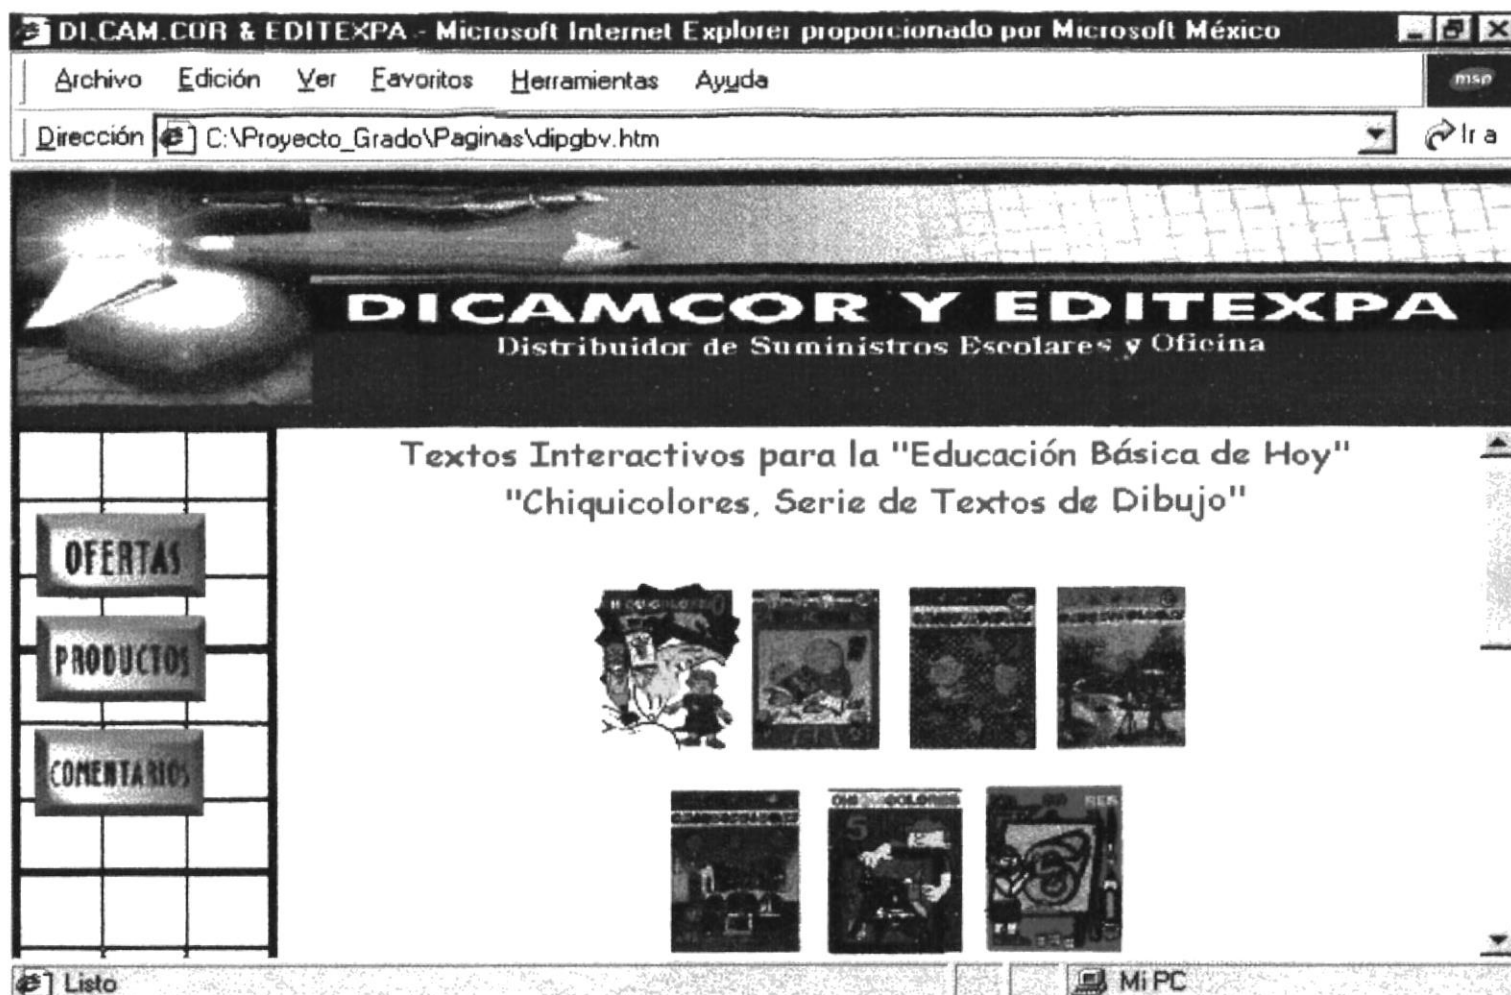 DI.CAM.COR & EDITEXPA - Microsoft Internet Explorer proporcionado por Microsoft México
Archivo Edición Ver Favoritos Herramientas Ayuda
msn
Dirección C:\Proyecto_Grado\Paginas\dipgbv.htm Ir a
DICAMCOR Y EDITEXPA
Distribuidor de Suministros Escolares y Oficina
Textos Interactivos para la "Educación Básica de Hoy"
"Chiquicolores, Serie de Textos de Dibujo"
OFERTAS
PRODUCTOS
COMENTARIOS
5
Listo Mi PC